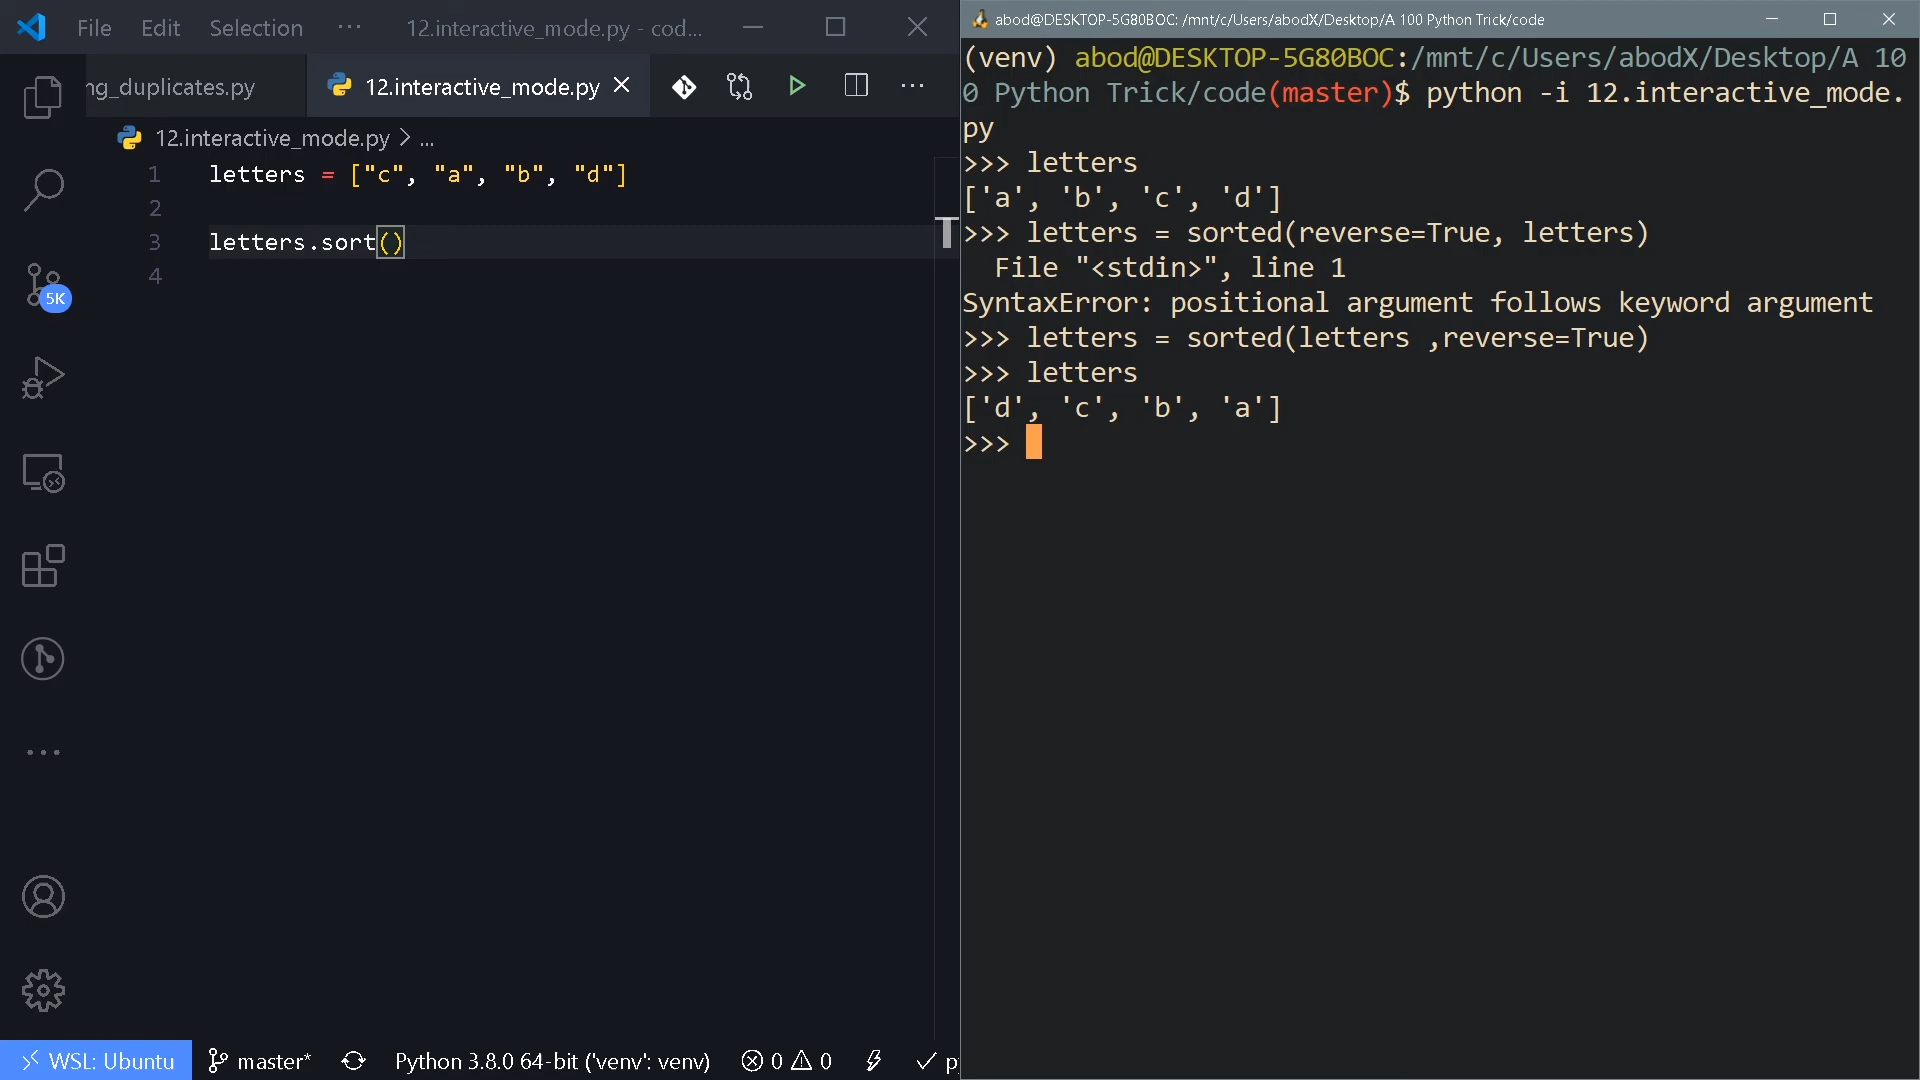 File Edit Selection ··· 12.interactive_mode.py - cod...
ng_duplicates.py 12.interactive_mode.py
12.interactive_mode.py > ...
1 letters = ["c", "a", "b", "d"]
2
3 letters.sort()
4
5K
WSL: Ubuntu master* Python 3.8.0 64-bit ('venv': venv) 0 0
abod@DESKTOP-5G80BOC: /mnt/c/Users/abodX/Desktop/A 100 Python Trick/code
(venv) abod@DESKTOP-5G80BOC:/mnt/c/Users/abodX/Desktop/A 10
0 Python Trick/code(master)$ python -i 12.interactive_mode.
py
>>> letters
['a', 'b', 'c', 'd']
>>> letters = sorted(reverse=True, letters)
  File "<stdin>", line 1
SyntaxError: positional argument follows keyword argument
>>> letters = sorted(letters ,reverse=True)
>>> letters
['d', 'c', 'b', 'a']
>>>